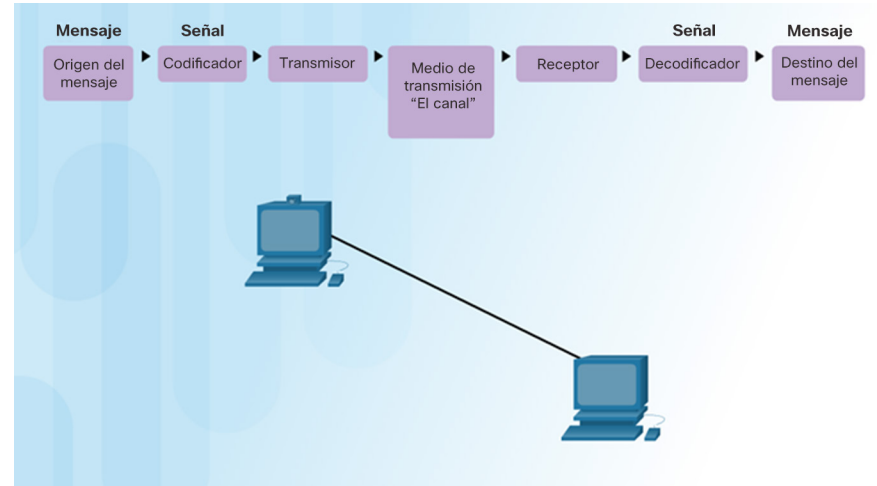 Mensaje
Señal
Señal
Mensaje
Origen del
mensaje
Codificador
Transmisor
Medio de
transmisión
“El canal”
Receptor
Decodificador
Destino del
mensaje